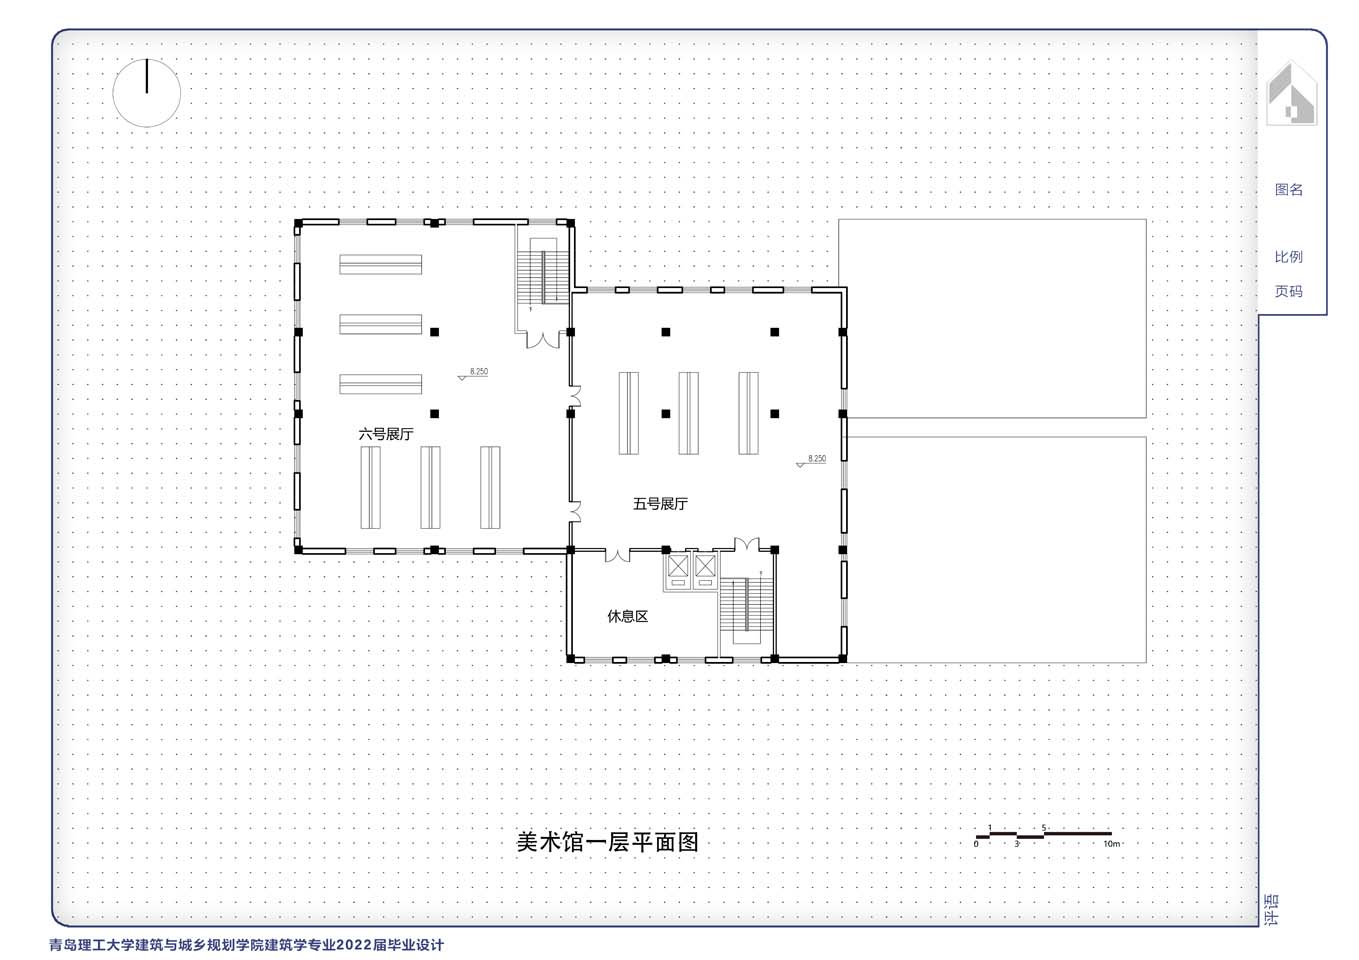 图名
比例
页码
8.250
六号展厅
8.250
五号展厅
休息区
美术馆一层平面图
1 5
0 3 10m
评语
青岛理工大学建筑与城乡规划学院建筑学专业2022届毕业设计